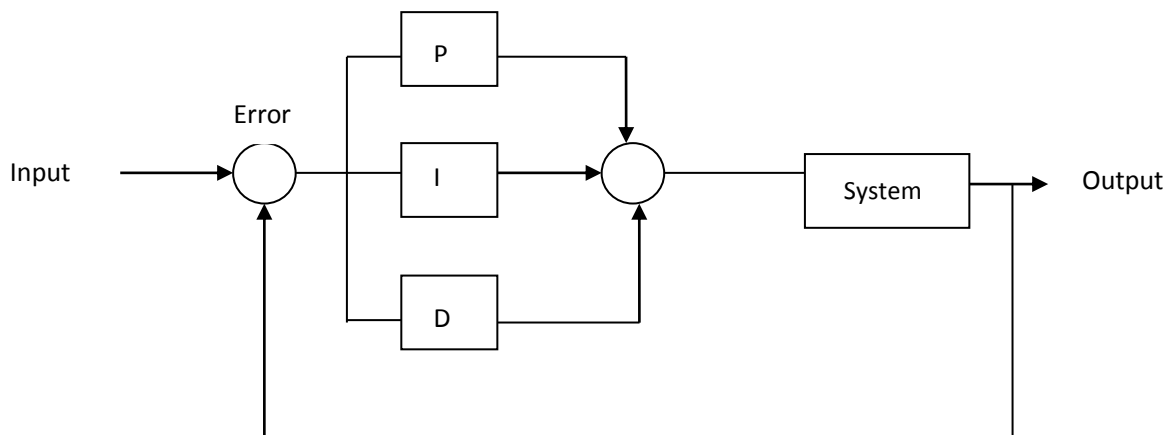 P
Error
Input
I
System
Output
D